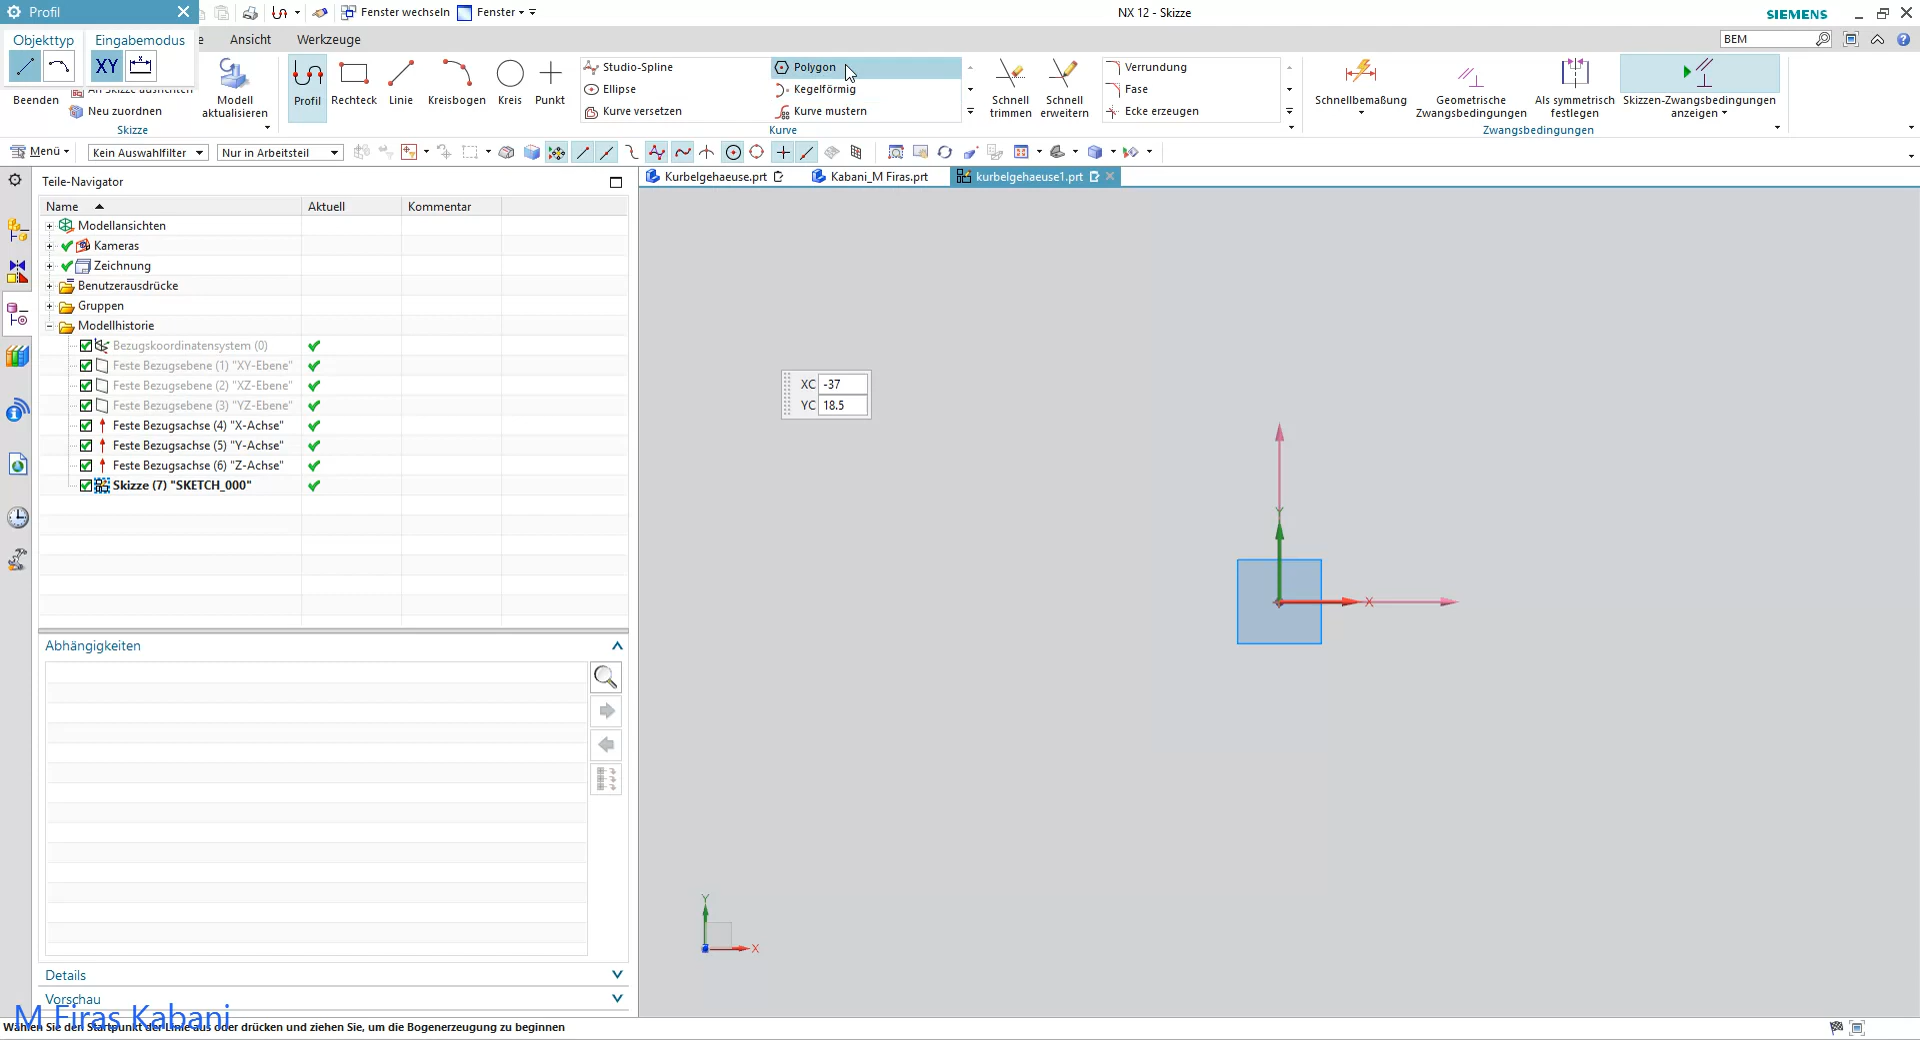 Profil
Fenster wechseln
Fenster
NX 12 - Skizze
SIEMENS
Objekttyp
Eingabemodus
e
Ansicht
Werkzeuge
BEM
XY
Beenden
An Skizze ausrichten
Neu zuordnen
Skizze
Modell
aktualisieren
Profil
Rechteck
Linie
Kreisbogen
Kreis
Punkt
Studio-Spline
Ellipse
Kurve versetzen
Polygon
Kegelförmig
Kurve mustern
Kurve
Schnell
trimmen
Schnell
erweitern
Verrundung
Fase
Ecke erzeugen
Schnellbemaßung
Geometrische
Zwangsbedingungen
Als symmetrisch
festlegen
Skizzen-Zwangsbedingungen
anzeigen
Zwangsbedingungen
Menü
Kein Auswahlfilter
Nur in Arbeitsteil
Teile-Navigator
Kurbelgehaeuse.prt
Kabani_M Firas.prt
kurbelgehaeuse1.prt
Name
Aktuell
Kommentar
Modellansichten
Kameras
Zeichnung
Benutzerausdrücke
Gruppen
Modellhistorie
Bezugskoordinatensystem (0)
Feste Bezugsebene (1) "XY-Ebene"
Feste Bezugsebene (2) "XZ-Ebene"
Feste Bezugsebene (3) "YZ-Ebene"
Feste Bezugsachse (4) "X-Achse"
Feste Bezugsachse (5) "Y-Achse"
Feste Bezugsachse (6) "Z-Achse"
Skizze (7) "SKETCH_000"
XC -37
YC 18.5
Y
X
Abhängigkeiten
Y
X
Details
Vorschau
M Firas Kabani
Wählen Sie den Startpunkt der Linie aus oder drücken und ziehen Sie, um die Bogenerzeugung zu beginnen